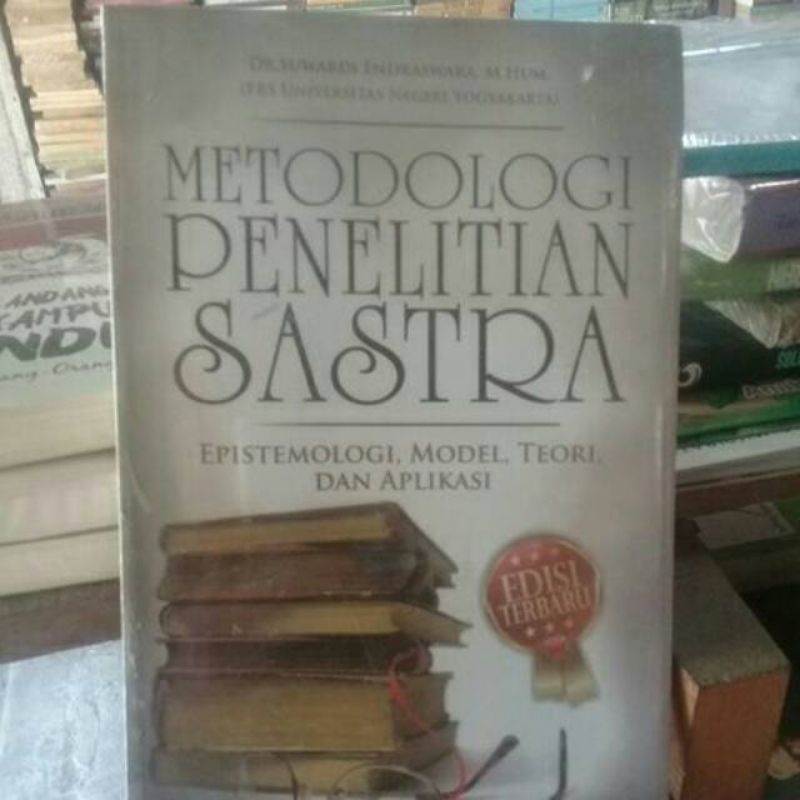 DR.SUWARDI ENDRASWARA, M.HUM.
(FBS UNIVERSITAS NEGERI YOGYAKARTA)
METODOLOGI
PENELITIAN
SASTRA
EPISTEMOLOGI, MODEL, TEORI,
DAN APLIKASI
EDISI
TERBARU